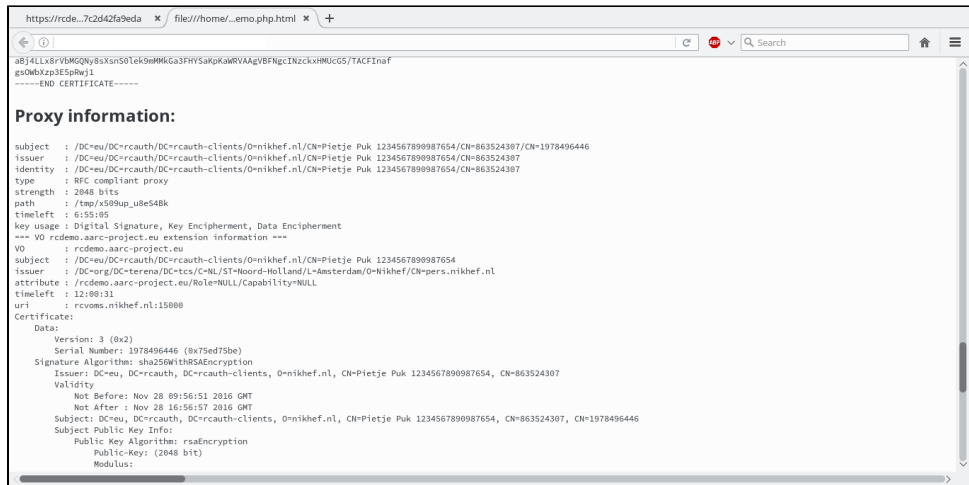 https://rcde...7c2d42fa9eda × file:///home/...emo.php.html × +
ABP Search
aBj4LLx8rVbMGQNy8sXsnS0lek9mMMkGa3FHYSaKpKaWRVAAgVBFNgcINzckxHMUcG5/TACFInaf
gsOWbXzp3E5pRwj1
-----END CERTIFICATE-----
Proxy information:
subject : /DC=eu/DC=rcauth/DC=rcauth-clients/O=nikhef.nl/CN=Pietje Puk 1234567890987654/CN=863524307/CN=1978496446
issuer : /DC=eu/DC=rcauth/DC=rcauth-clients/O=nikhef.nl/CN=Pietje Puk 1234567890987654/CN=863524307
identity : /DC=eu/DC=rcauth/DC=rcauth-clients/O=nikhef.nl/CN=Pietje Puk 1234567890987654/CN=863524307
type : RFC compliant proxy
strength : 2048 bits
path : /tmp/x509up_u8eS4Bk
timeleft : 6:55:05
key usage : Digital Signature, Key Encipherment, Data Encipherment
=== VO rcdemo.aarc-project.eu extension information ===
VO : rcdemo.aarc-project.eu
subject : /DC=eu/DC=rcauth/DC=rcauth-clients/O=nikhef.nl/CN=Pietje Puk 1234567890987654
issuer : /DC=org/DC=terena/DC=tcs/C=NL/ST=Noord-Holland/L=Amsterdam/O=Nikhef/CN=pers.nikhef.nl
attribute : /rcdemo.aarc-project.eu/Role=NULL/Capability=NULL
timeleft : 12:00:31
uri : rcvoms.nikhef.nl:15000
Certificate:
Data:
Version: 3 (0x2)
Serial Number: 1978496446 (0x75ed75be)
Signature Algorithm: sha256WithRSAEncryption
Issuer: DC=eu, DC=rcauth, DC=rcauth-clients, O=nikhef.nl, CN=Pietje Puk 1234567890987654, CN=863524307
Validity
Not Before: Nov 28 09:56:51 2016 GMT
Not After : Nov 28 16:56:57 2016 GMT
Subject: DC=eu, DC=rcauth, DC=rcauth-clients, O=nikhef.nl, CN=Pietje Puk 1234567890987654, CN=863524307, CN=1978496446
Subject Public Key Info:
Public Key Algorithm: rsaEncryption
Public-Key: (2048 bit)
Modulus: